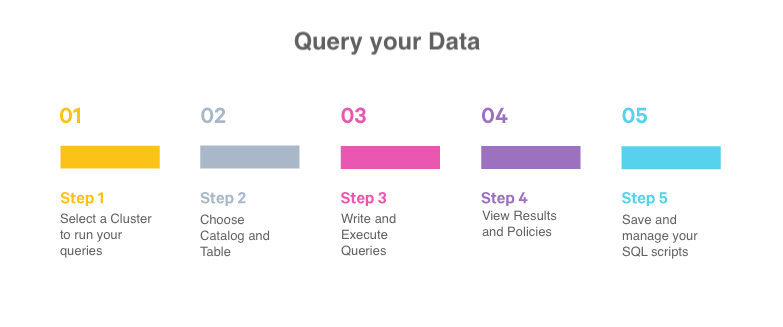 Query your Data
01
02
03
04
05
Step 1
Select a Cluster
to run your
queries
Step 2
Choose
Catalog and
Table
Step 3
Write and
Execute
Queries
Step 4
View Results
and Policies
Step 5
Save and
manage your
SQL scripts